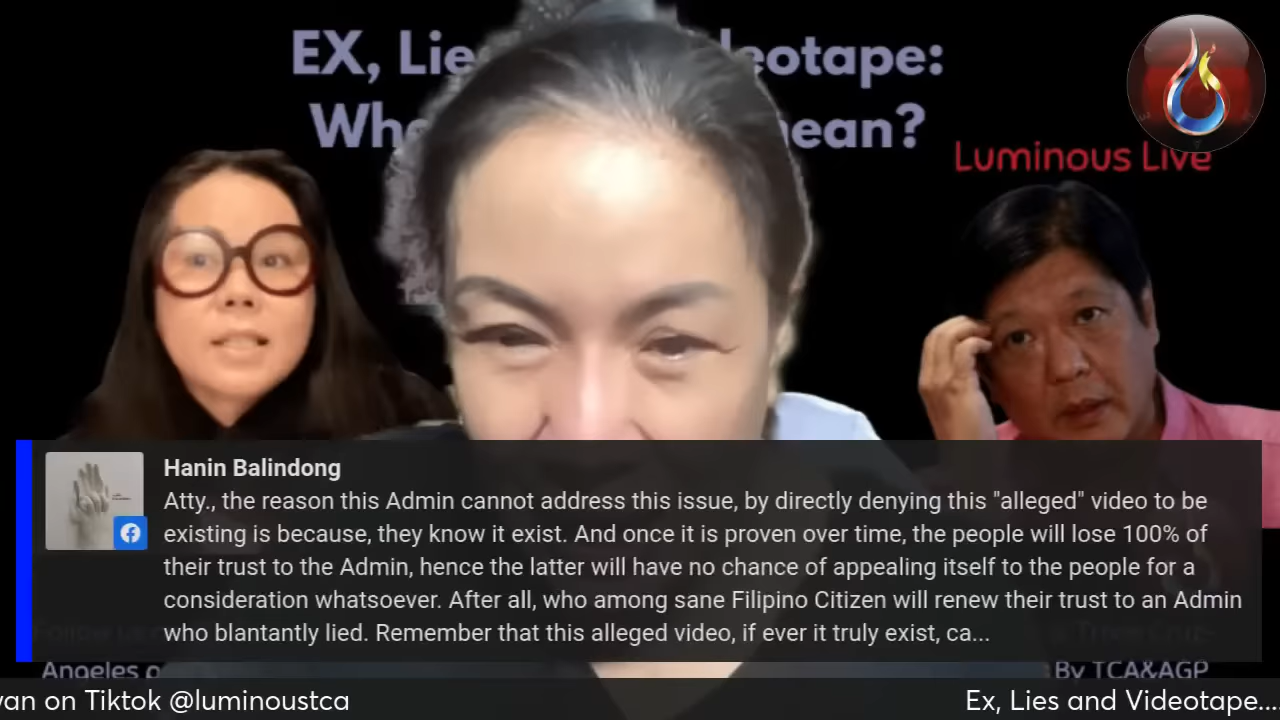 EX, Lie eotape:
Wh ean?
Luminous Live
Hanin Balindong
Atty., the reason this Admin cannot address this issue, by directly denying this "alleged" video to be
existing is because, they know it exist. And once it is proven over time, the people will lose 100% of
their trust to the Admin, hence the latter will have no chance of appealing itself to the people for a
consideration whatsoever. After all, who among sane Filipino Citizen will renew their trust to an Admin
who blantantly lied. Remember that this alleged video, if ever it truly exist, ca...
Angeles o
By TCA&AGP
van on Tiktok @luminoustca
Ex, Lies and Videotape....